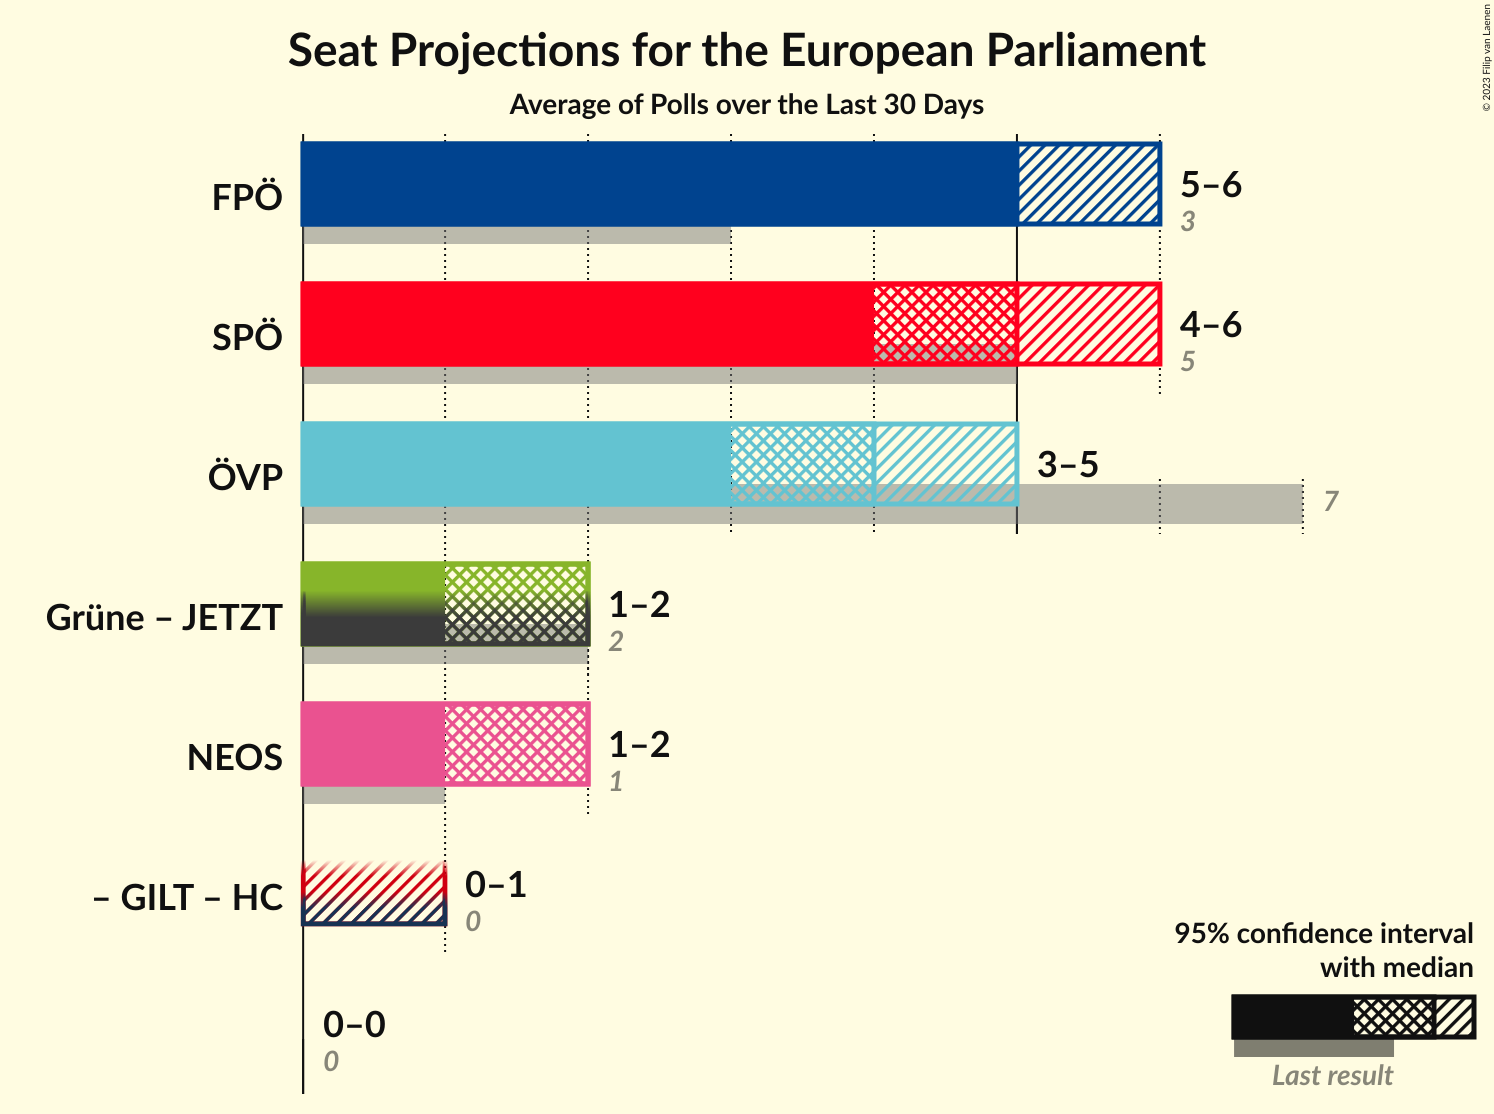 Seat Projections for the European Parliament
Average of Polls over the Last 30 Days
© 2023 Filip van Laenen
FPÖ
5–6
3
SPÖ
4–6
5
ÖVP
3–5
7
Grüne – JETZT
1–2
2
NEOS
1–2
1
– GILT – HC
0–1
0
0–0
0
95% confidence interval
with median
Last result